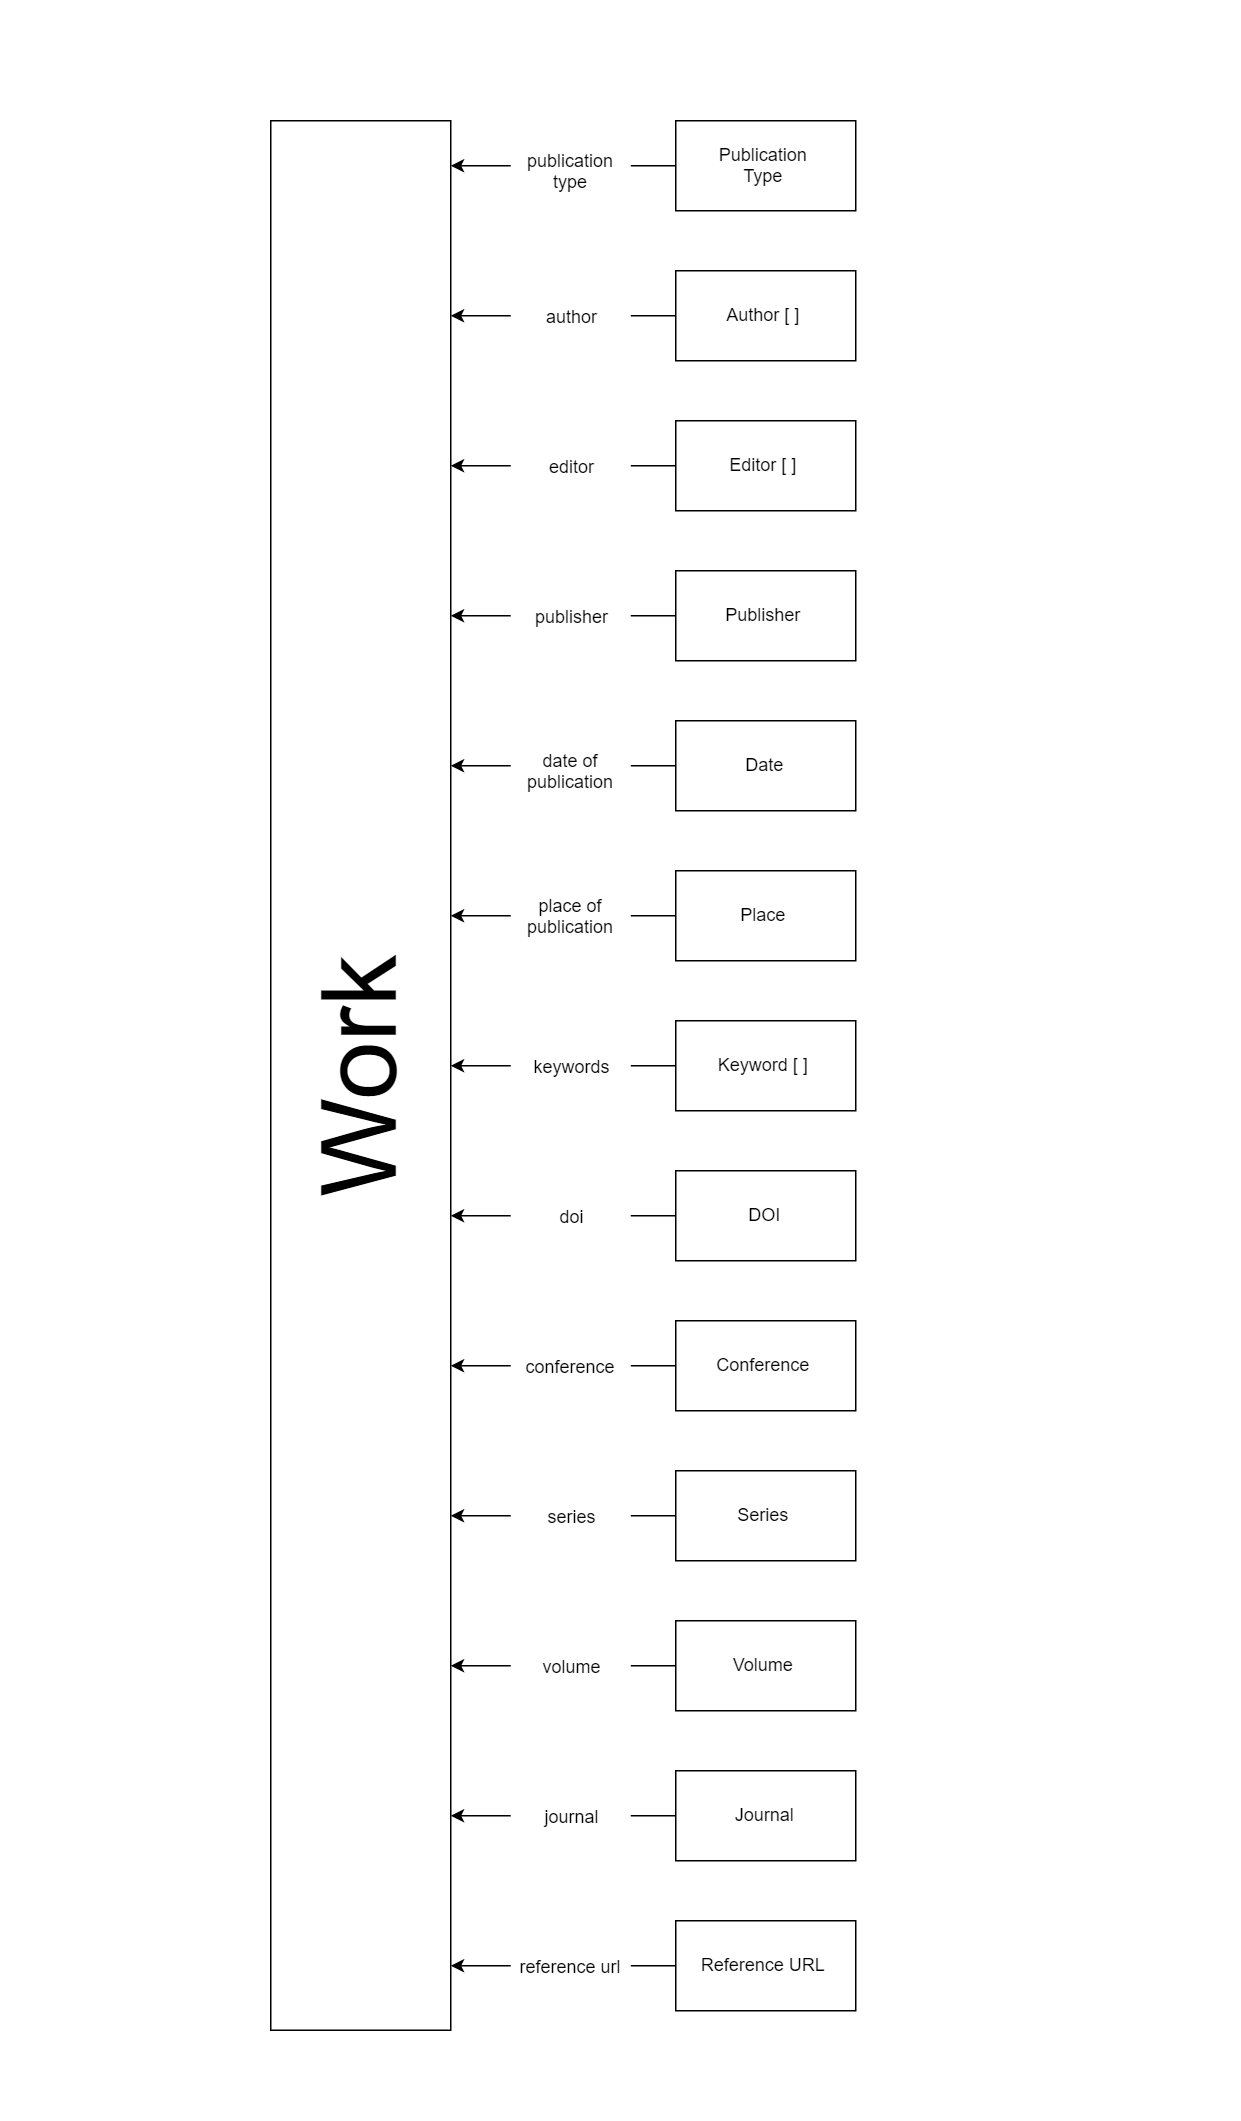 Work
publication
type
Publication
Type
author
Author [ ]
editor
Editor [ ]
publisher
Publisher
date of
publication
Date
place of
publication
Place
keywords
Keyword [ ]
doi
DOI
conference
Conference
series
Series
volume
Volume
journal
Journal
reference url
Reference URL